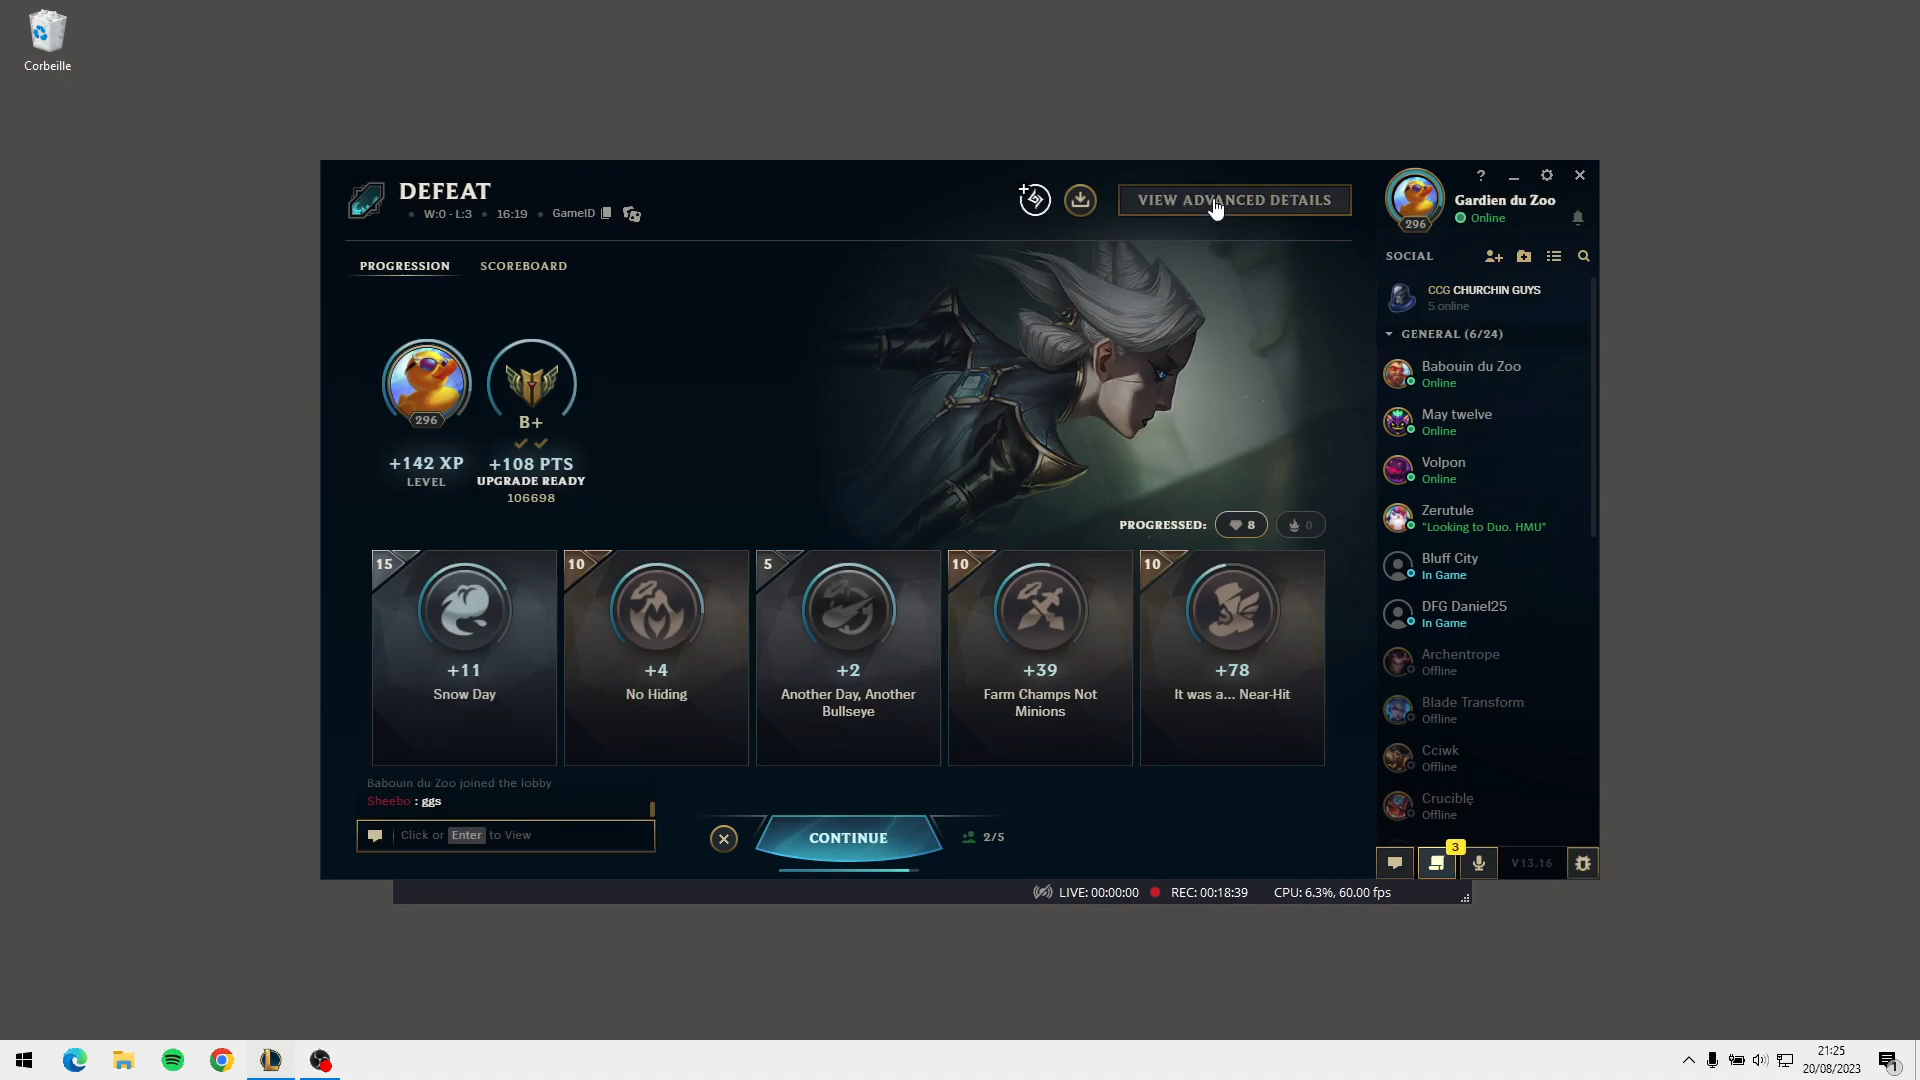 Corbeille
DEFEAT
W:0 - L:3 • 16:19 • GameID
VIEW ADVANCED DETAILS
PROGRESSION SCOREBOARD
296
+142 XP
LEVEL
B+
+108 PTS
UPGRADE READY
106698
PROGRESSED: 8 0
15
+11
Snow Day
10
+4
No Hiding
5
+2
Another Day, Another
Bullseye
10
+39
Farm Champs Not
Minions
10
+78
It was a... Near-Hit
Babouin du Zoo joined the lobby
Sheebo : ggs
Click or Enter to View
CONTINUE
2/5
?
296
Gardien du Zoo
Online
SOCIAL
CCG CHURCHIN GUYS
5 online
GENERAL (6/24)
Babouin du Zoo
Online
May twelve
Online
Volpon
Online
Zerutule
“Looking to Duo. HMU”
Bluff City
In Game
DFG Daniel25
In Game
Archentrope
Offline
Blade Transform
Offline
Cciwk
Offline
Crucible
Offline
3
V13.16
LIVE: 00:00:00 REC: 00:18:39 CPU: 6.3%, 60.00 fps
21:25
20/08/2023
1